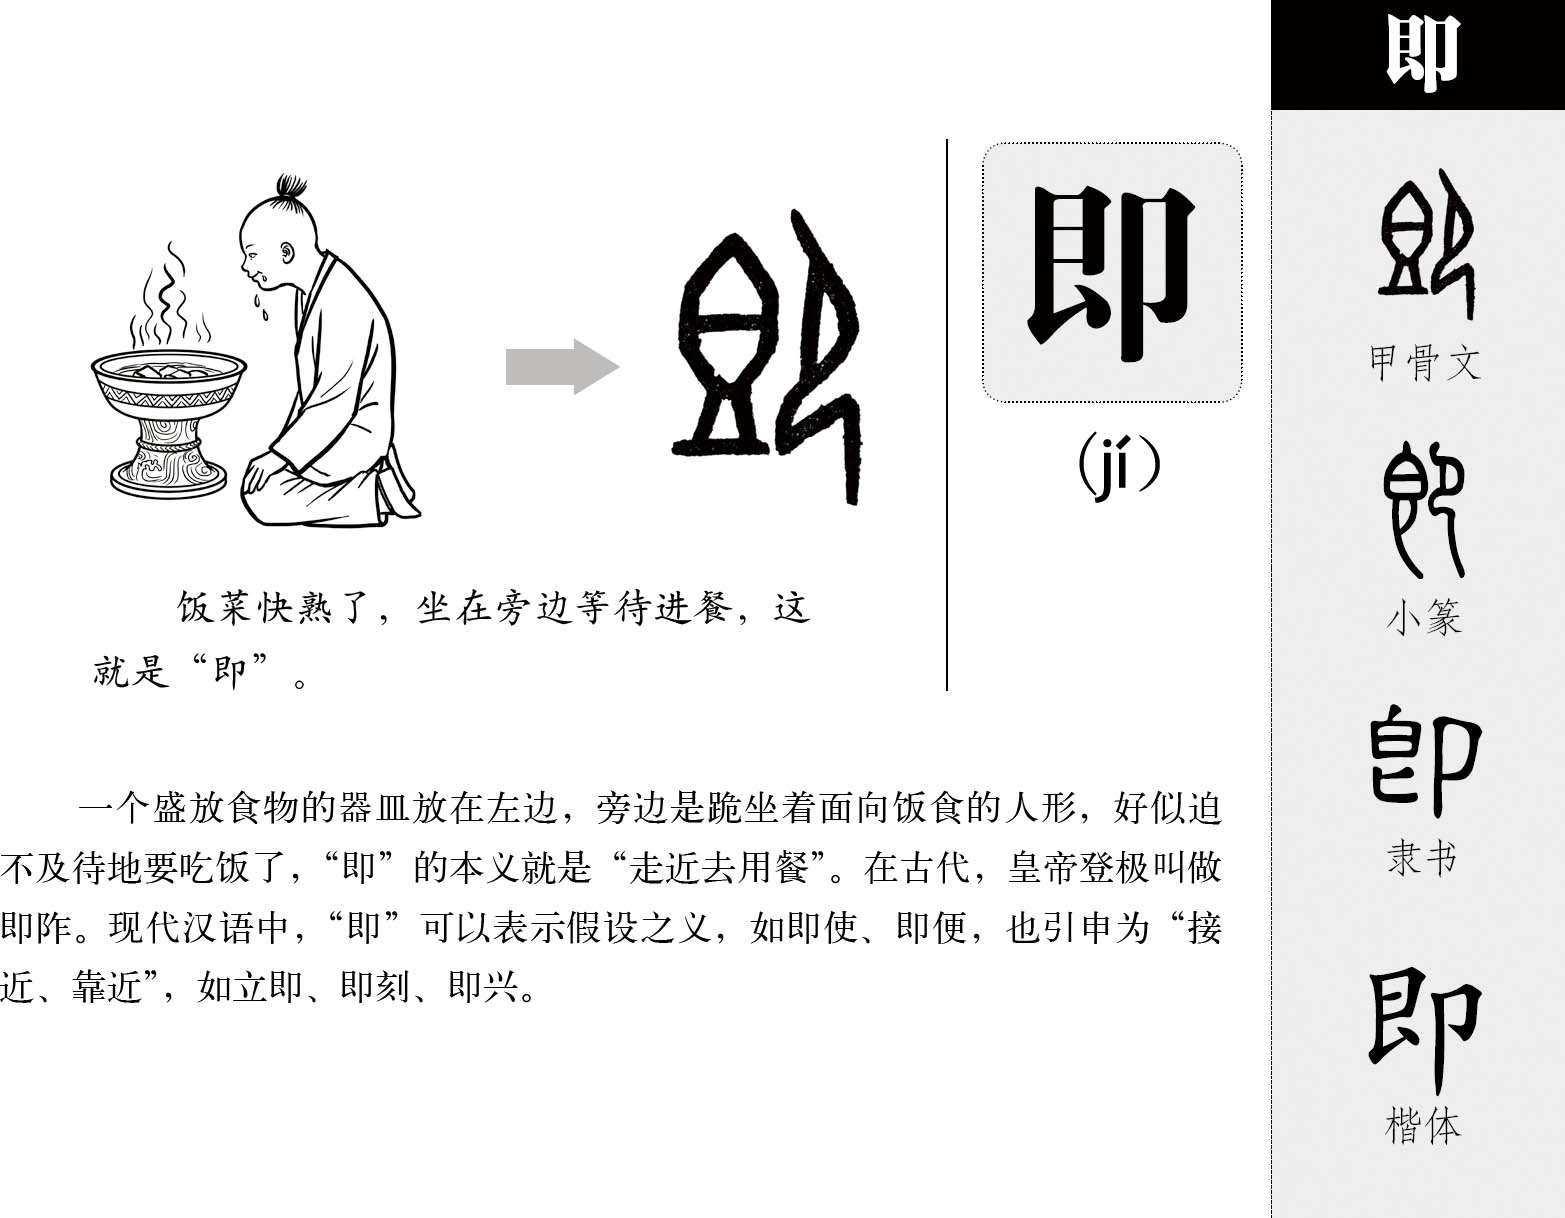 即
(jí)
饭菜快熟了，坐在旁边等待进餐，这
就是“即”。
一个盛放食物的器皿放在左边，旁边是跪坐着面向饭食的人形，好似迫
不及待地要吃饭了，“即”的本义就是“走近去用餐”。在古代，皇帝登极叫做
即阼。现代汉语中，“即”可以表示假设之义，如即使、即便，也引申为“接
近、靠近”，如立即、即刻、即兴。
即
即
甲骨文
即
小篆
即
隶书
即
楷体